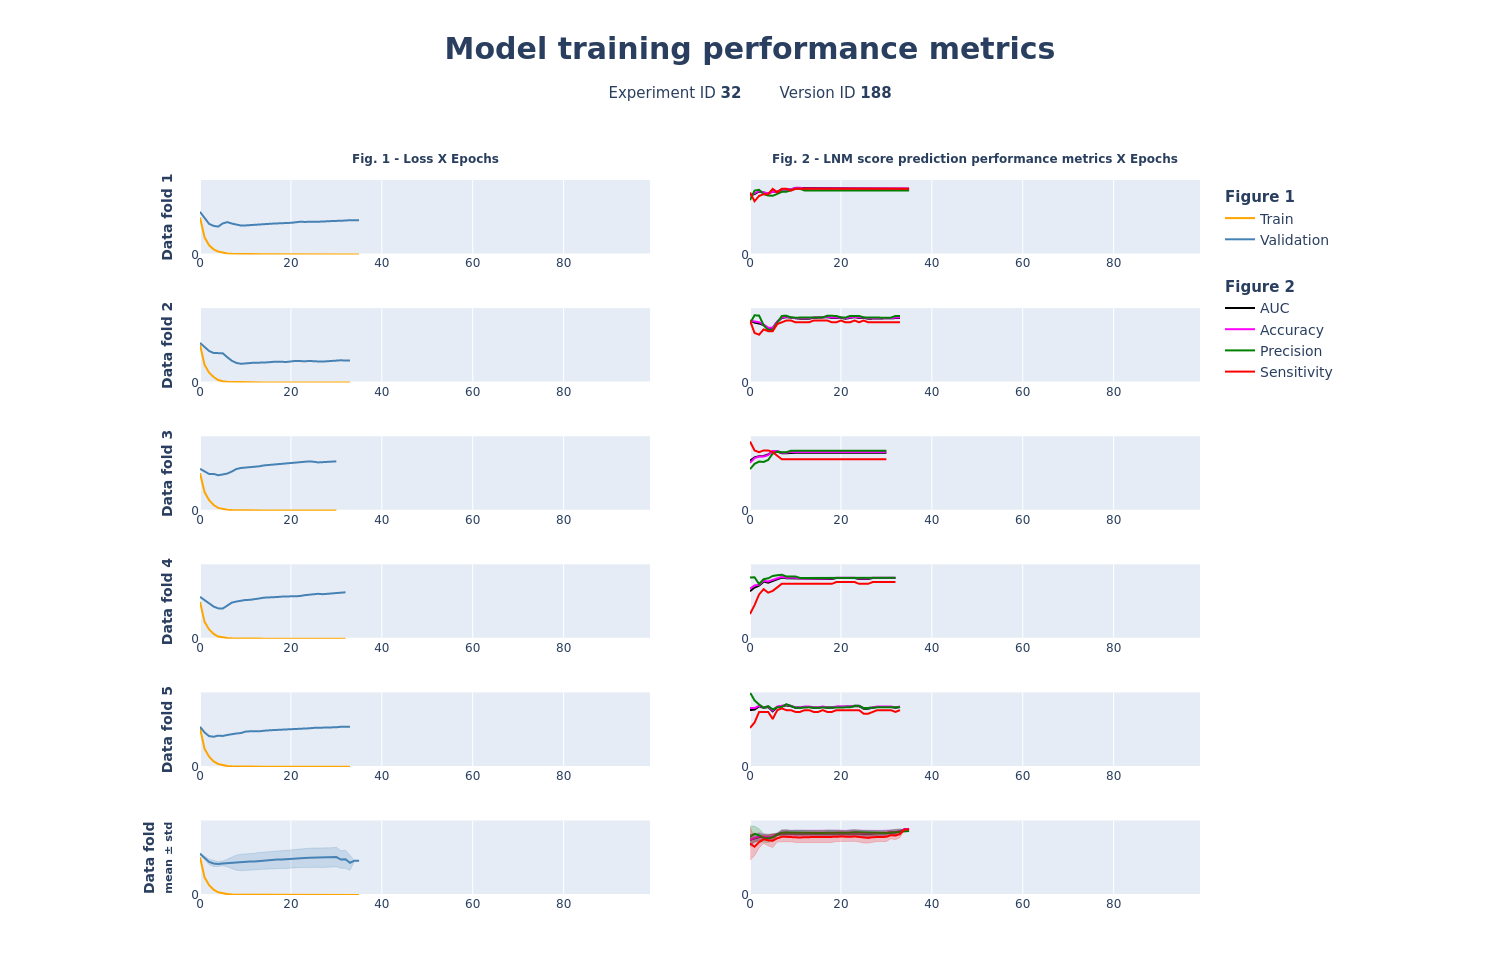 Model training performance metrics
Experiment ID 32 Version ID 188
Fig. 1 - Loss X Epochs
Fig. 2 - LNM score prediction performance metrics X Epochs
Data fold 1
0
0 20 40 60 80
0
0 20 40 60 80
Figure 1
Train
Validation
Figure 2
AUC
Accuracy
Precision
Sensitivity
Data fold 2
0
0 20 40 60 80
0
0 20 40 60 80
Data fold 3
0
0 20 40 60 80
0
0 20 40 60 80
Data fold 4
0
0 20 40 60 80
0
0 20 40 60 80
Data fold 5
0
0 20 40 60 80
0
0 20 40 60 80
Data fold
mean ± std
0
0 20 40 60 80
0
0 20 40 60 80